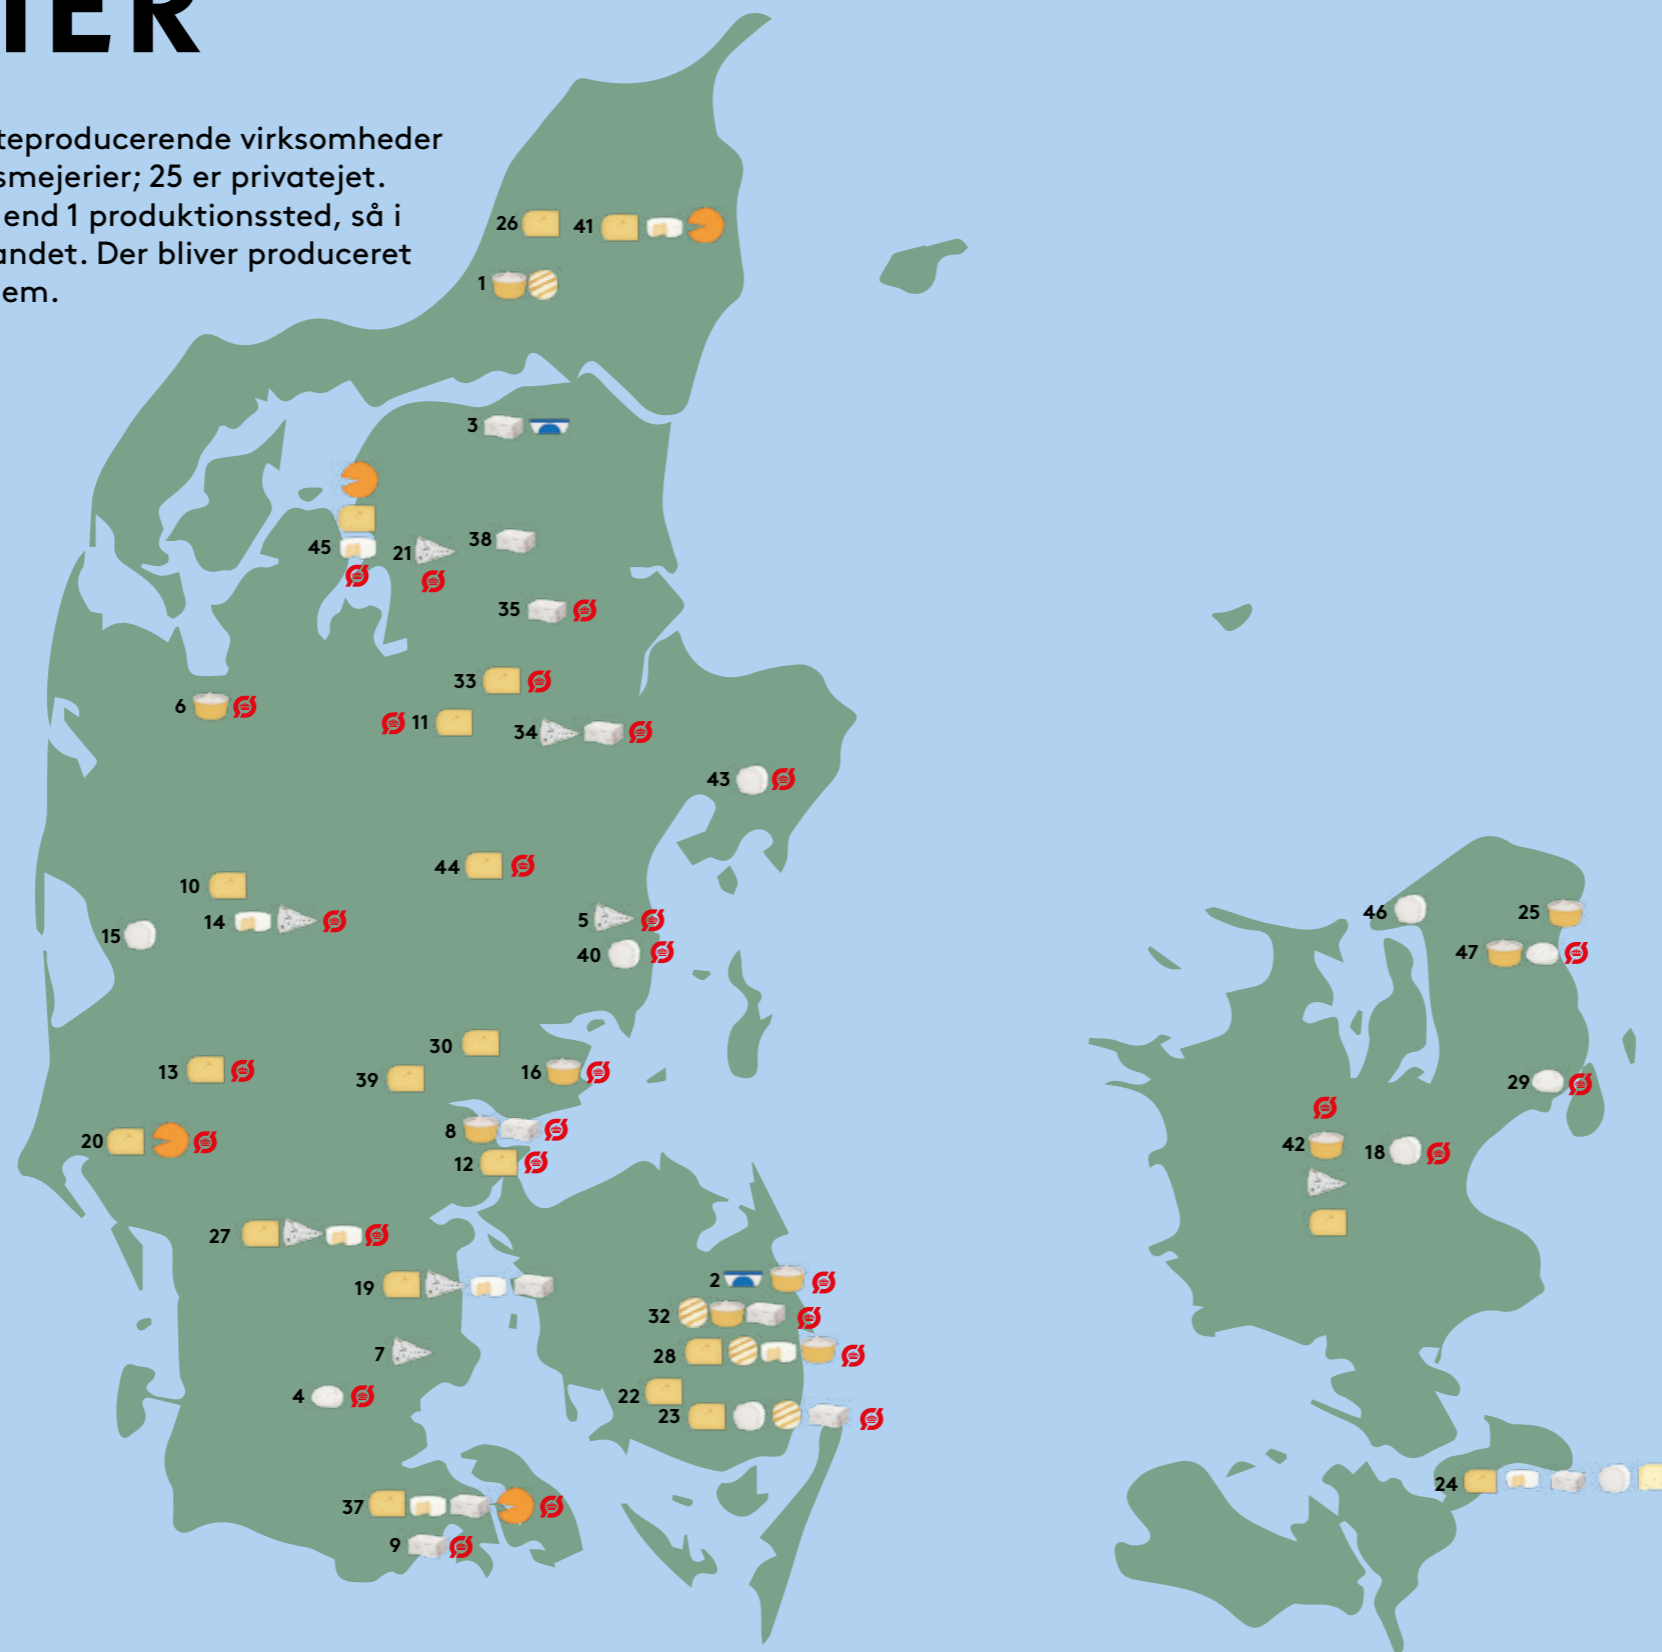 IER
teproducerende virksomheder
smejerier; 25 er privatejet.
end 1 produktionssted, så i
andet. Der bliver produceret
em.
26 41
1
3
45 21 38
35
33
6 11 34
43
44
10
14 5
15 40
46 25
47
30
13 39 16
29
20 8
12
42 18
27
19 2
32
7 28
4 22
23
24
37
9